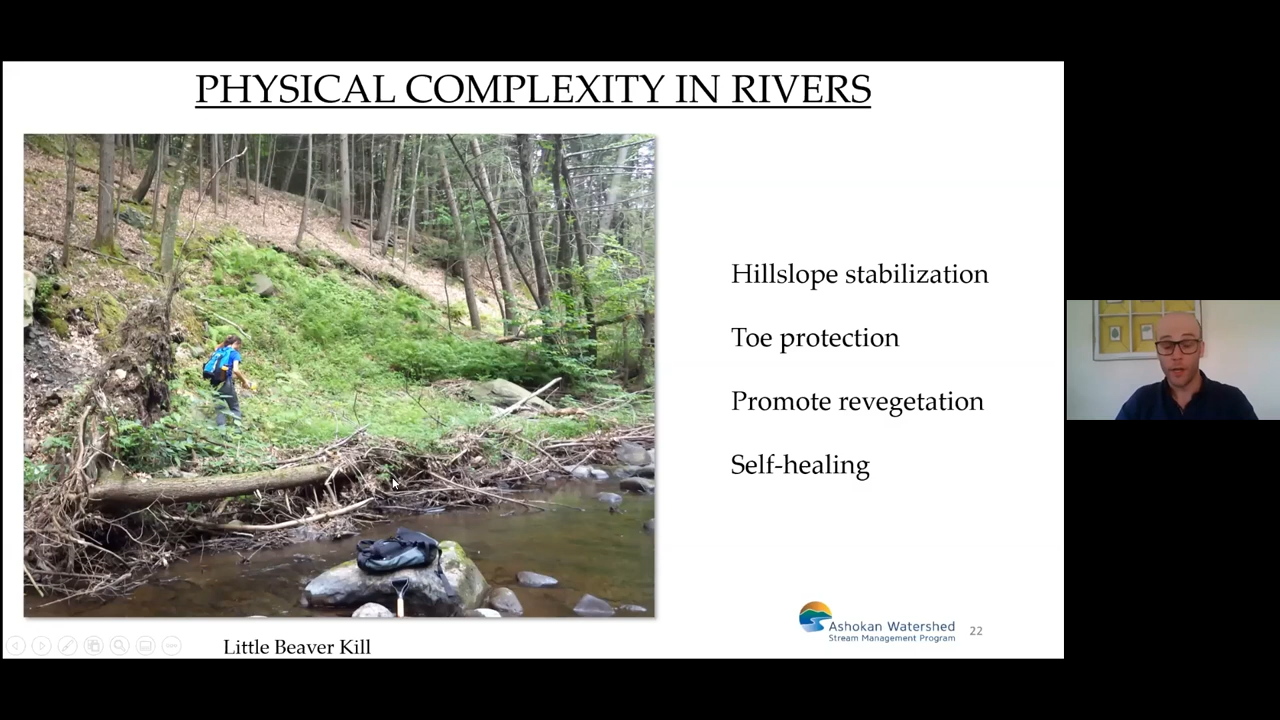 PHYSICAL COMPLEXITY IN RIVERS
Hillslope stabilization
Toe protection
Promote revegetation
Self-healing
Ashokan Watershed
Stream Management Program
22
Little Beaver Kill